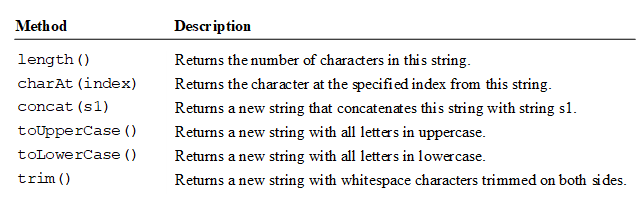 Method Description
length() Returns the number of characters in this string.
charAt(index) Returns the character at the specified index from this string.
concat(s1) Returns a new string that concatenates this string with string s1.
toUpperCase() Returns a new string with all letters in uppercase.
toLowerCase() Returns a new string with all letters in lowercase.
trim() Returns a new string with whitespace characters trimmed on both sides.